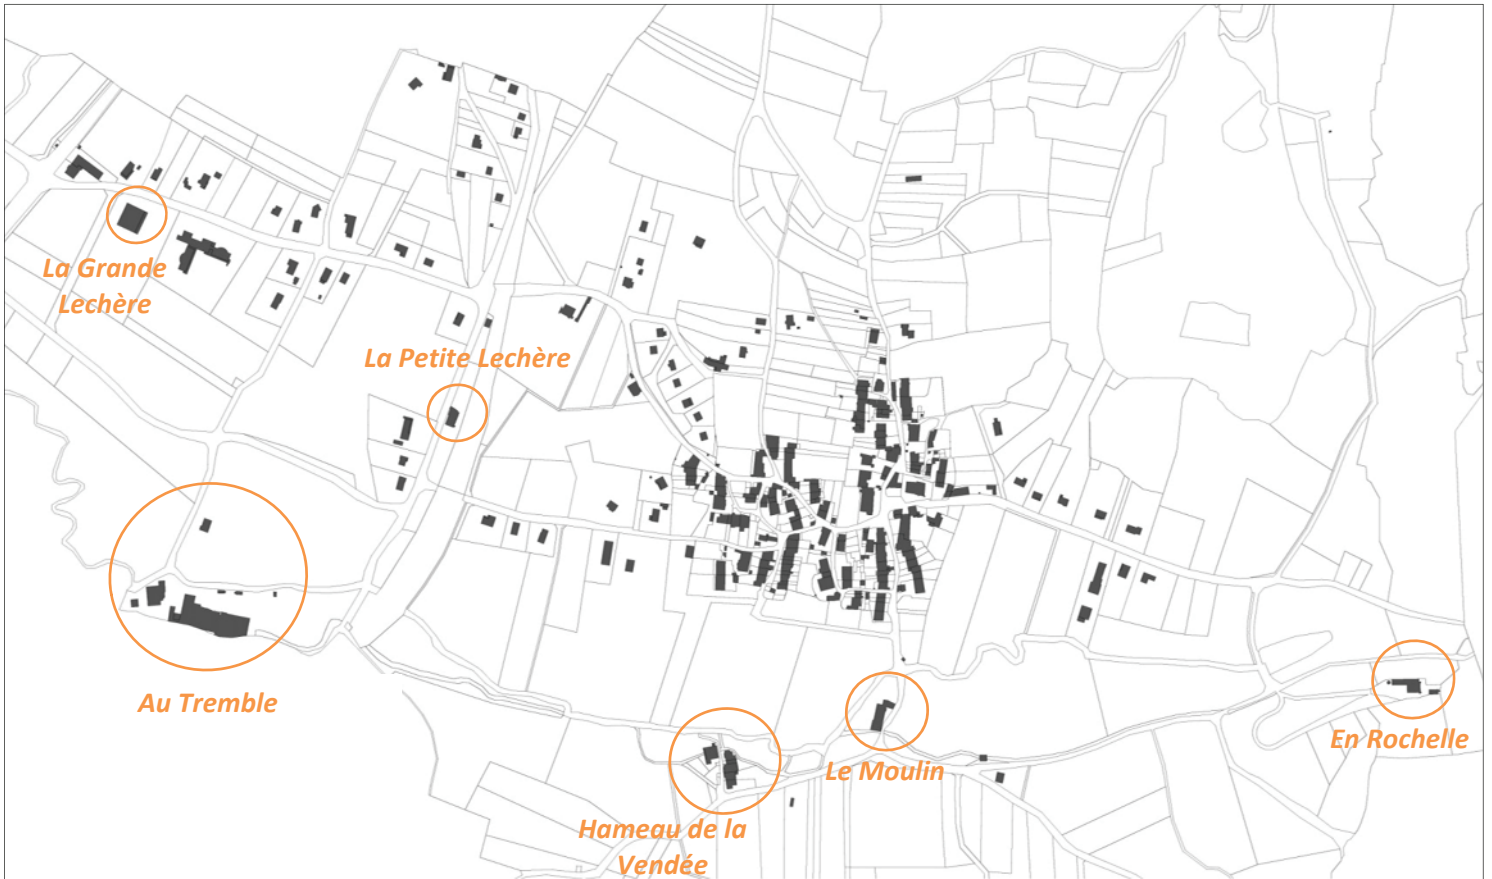 La Grande
Lechère
La Petite Lechère
Au Tremble
En Rochelle
Le Moulin
Hameau de la
Vendée